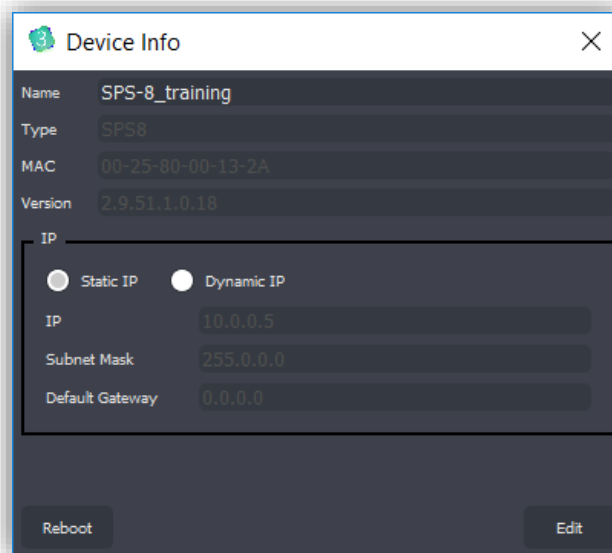 3 Device Info
Name SPS-8_training
Type SPS8
MAC 00-25-80-00-13-2A
Version 2.9.51.1.0.18
IP
Static IP Dynamic IP
IP 10.0.0.5
Subnet Mask 255.0.0.0
Default Gateway 0.0.0.0
Reboot Edit